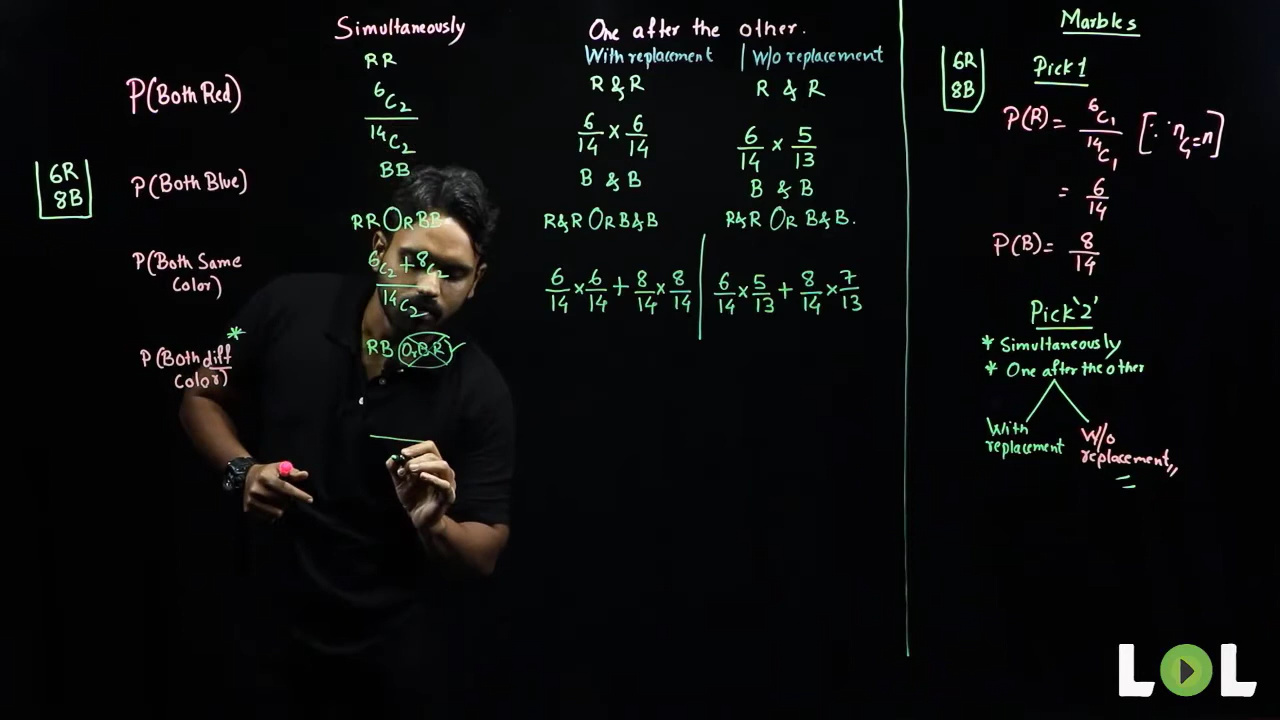 Simultaneously
One after the other.
With replacement | W/o replacement
P(Both Red)
RR
R & R
R & R
⁶C₂
¹⁴C₂
6/14 × 6/14
6/14 × 5/13
6R
8B
P(Both Blue)
BB
B & B
B & B
P(Both Same
Color)
RR Or BB
R&R Or B&B
R&R Or B&B.
⁶C₂ + ⁸C₂
¹⁴C₂
6/14 × 6/14 + 8/14 × 8/14
6/14 × 5/13 + 8/14 × 7/13
*
P(Both diff
Color)
RB Or BR ✓
Marbles
6R
8B
Pick 1
P(R) = ⁶C₁/¹⁴C₁ [∵ ⁿC₁=n]
= 6/14
P(B) = 8/14
Pick '2'
* Simultaneously
* One after the other
With
replacement
W/o
replacement,,
LOL